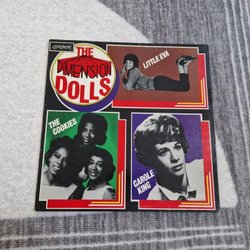 LONDON
THE
DIMENSION
DOLLS
LITTLE EVA
THE
COOKIES
CAROLE
KING